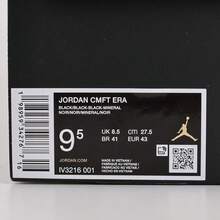 JORDAN CMFT ERA
BLACK/BLACK-BLACK-MINERAL
NOIR/NOIR/MINERAL/NOIR
9.5
UK 8.5
CITI 27.5
BR 41
EUR 43
JORDAN.COM
IV3216 001
MADE IN VIETNAM